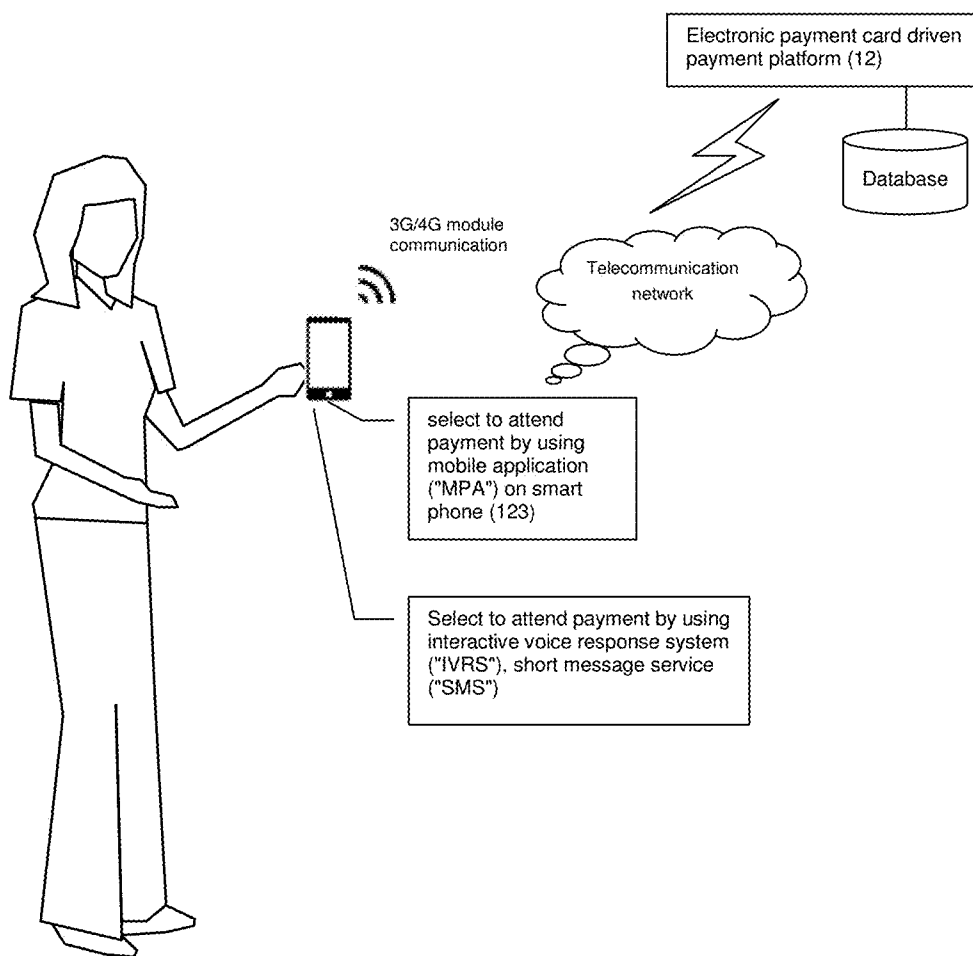 Electronic payment card driven
payment platform (12)
Database
3G/4G module
communication
Telecommunication
network
select to attend
payment by using
mobile application
("MPA") on smart
phone (123)
Select to attend payment by using
interactive voice response system
("IVRS"), short message service
("SMS")